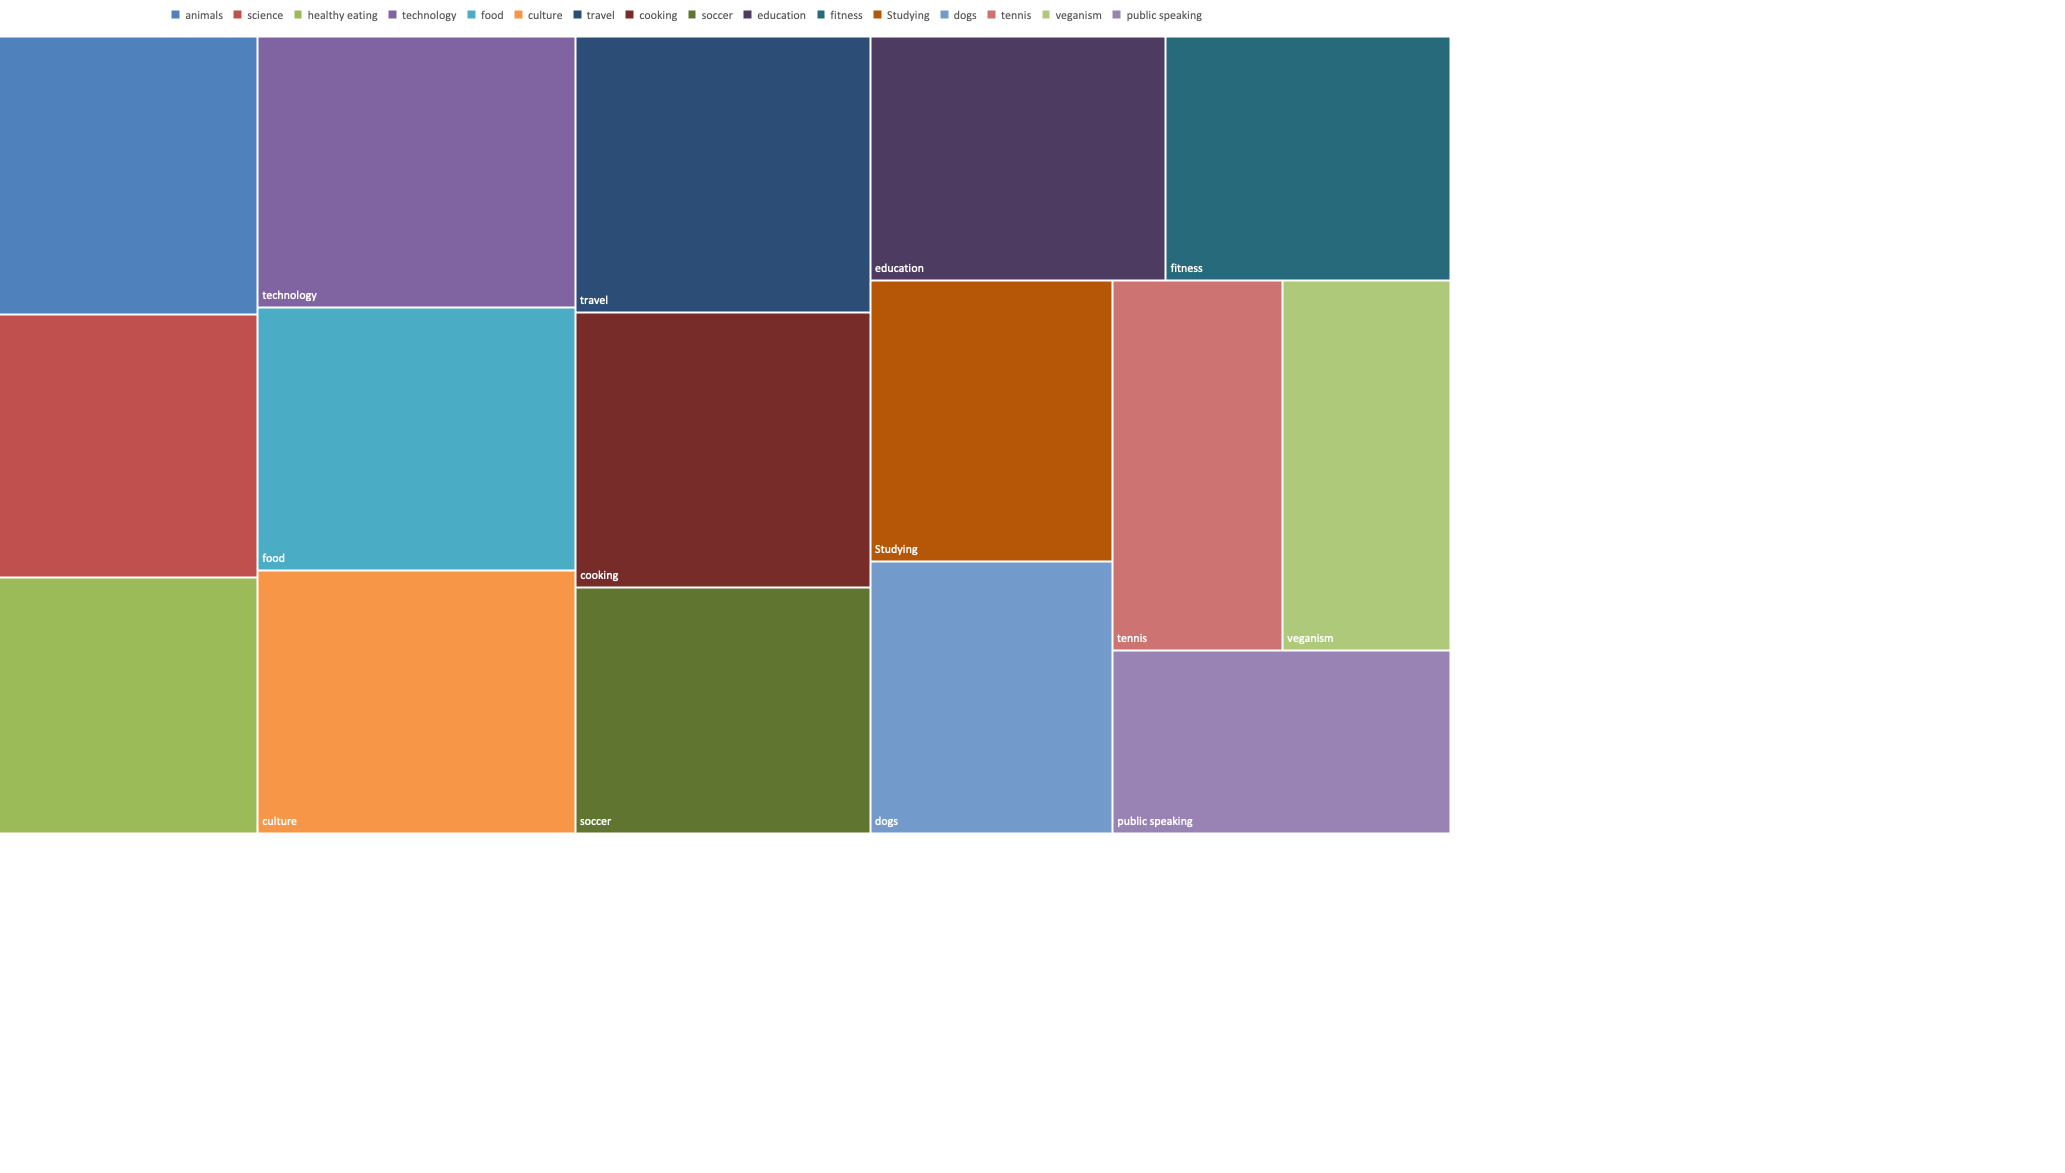 animals science healthy eating technology food culture travel cooking soccer education fitness Studying dogs tennis veganism public speaking
education
fitness
technology
travel
Studying
food
cooking
tennis
veganism
culture
soccer
dogs
public speaking